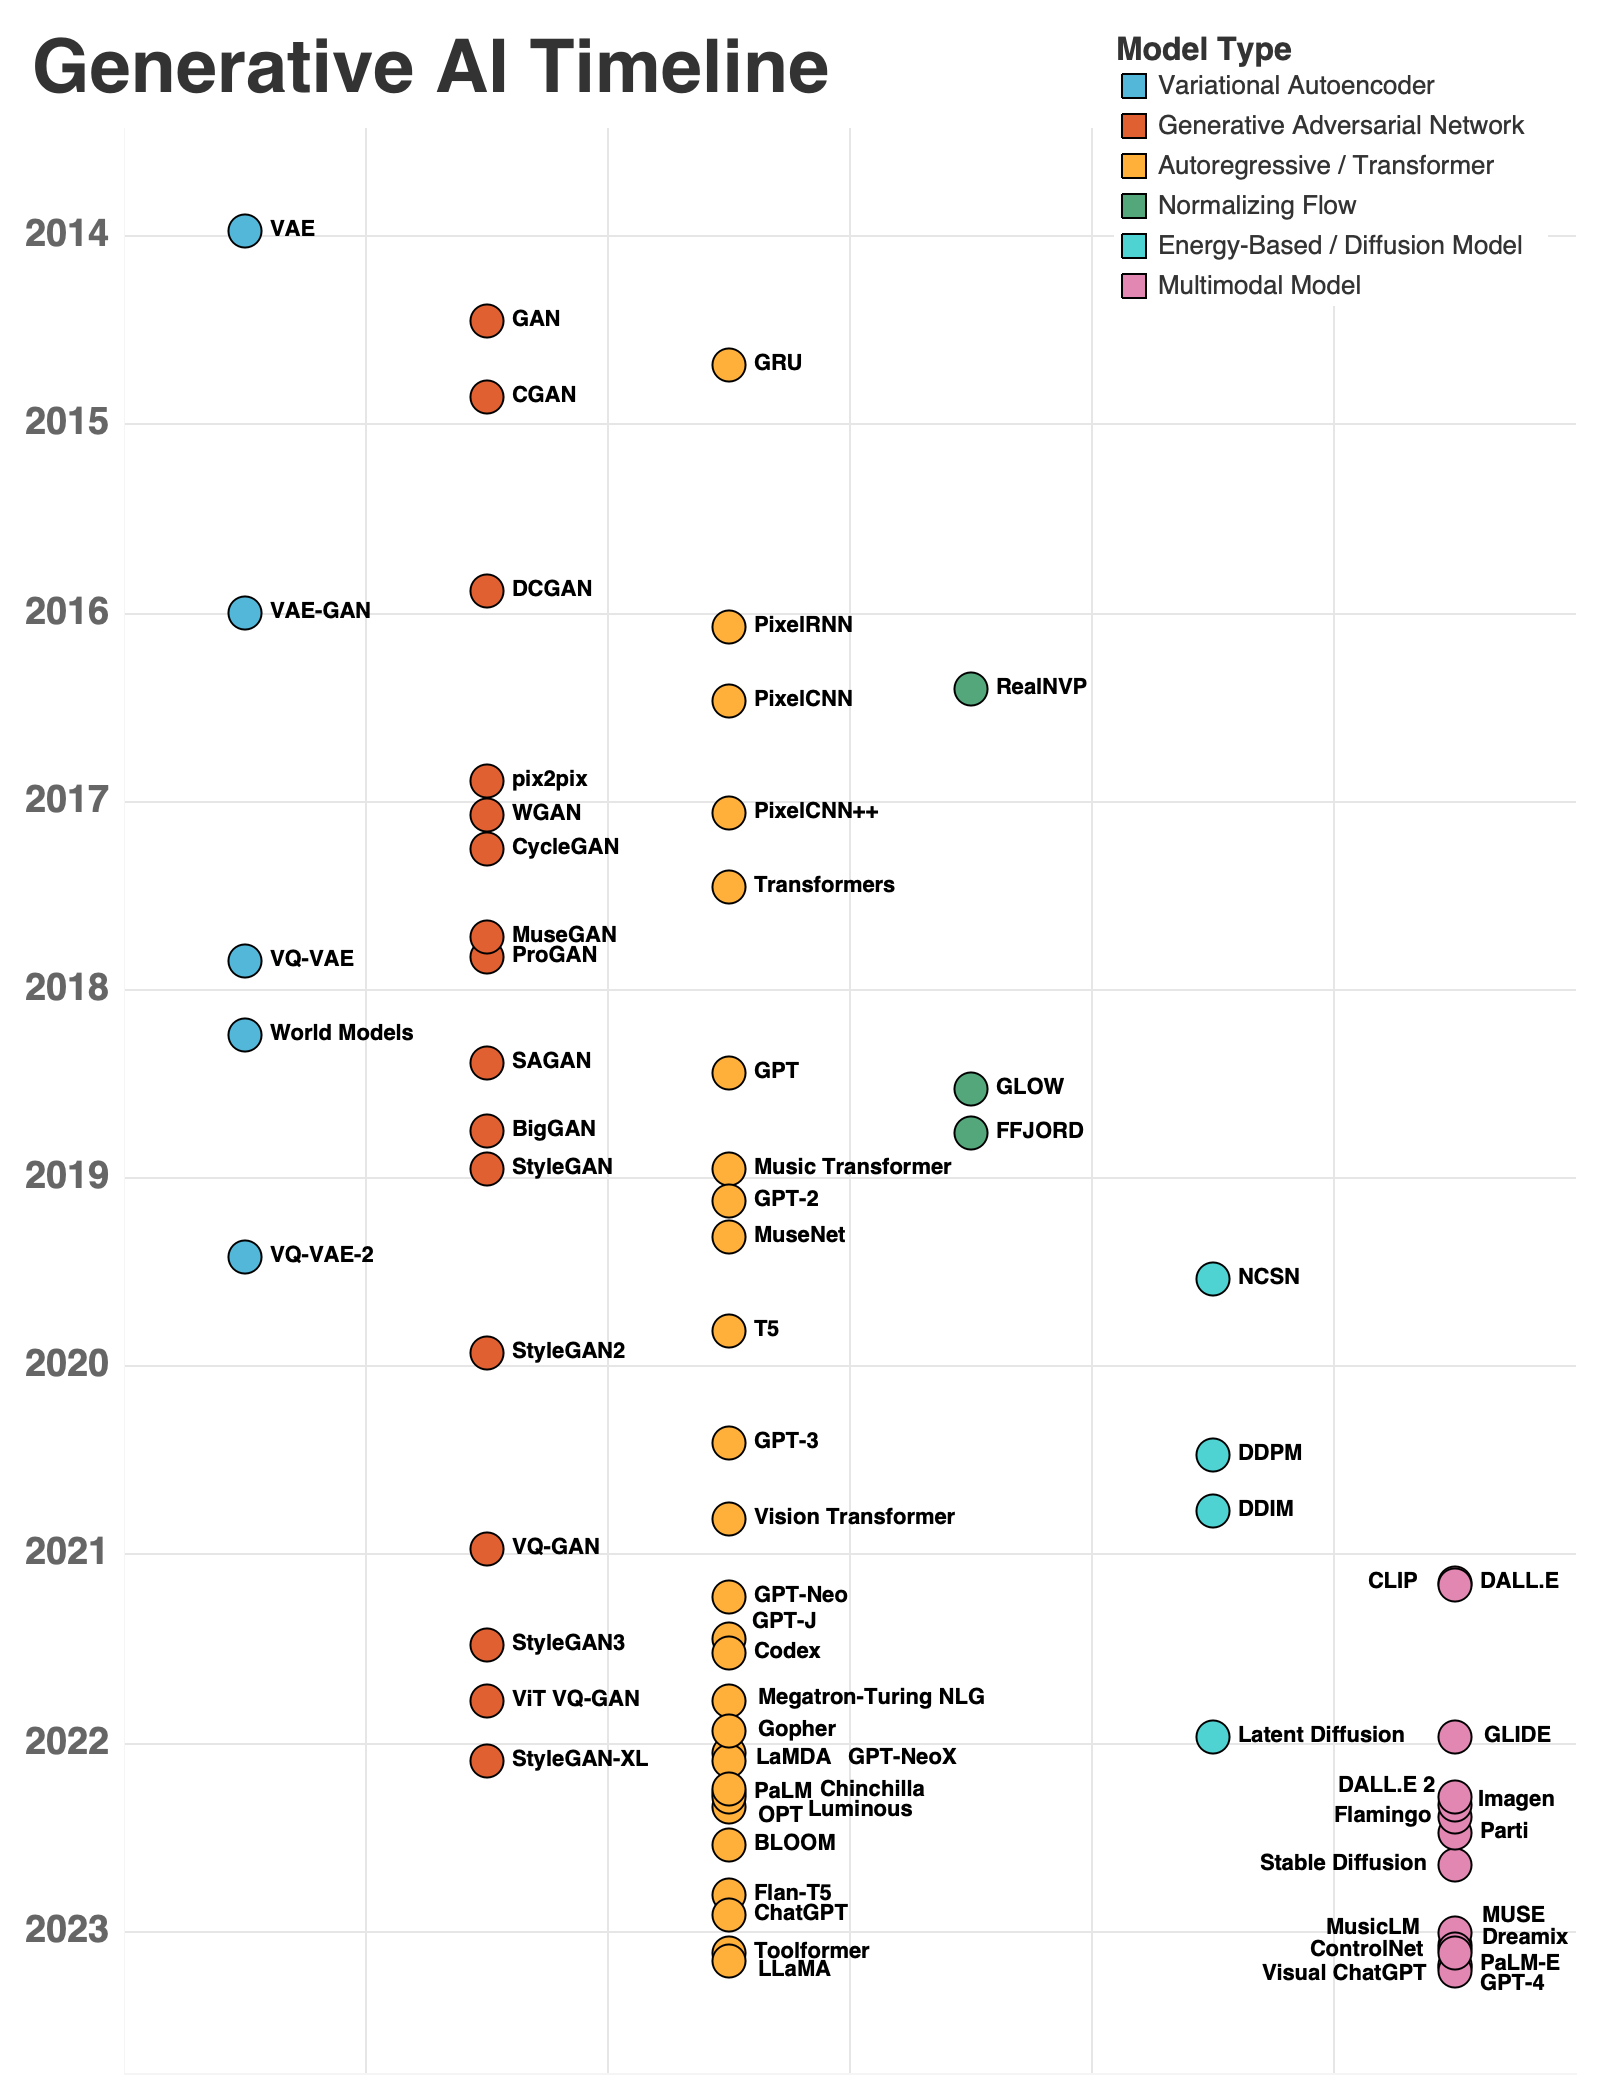 Generative AI Timeline
Model Type
Variational Autoencoder
Generative Adversarial Network
Autoregressive / Transformer
Normalizing Flow
Energy-Based / Diffusion Model
Multimodal Model
2014
VAE
GAN
GRU
CGAN
2015
DCGAN
2016
VAE-GAN
PixelRNN
RealNVP
PixelCNN
pix2pix
2017
WGAN
PixelCNN++
CycleGAN
Transformers
MuseGAN
ProGAN
VQ-VAE
2018
World Models
SAGAN
GPT
GLOW
BigGAN
FFJORD
StyleGAN
Music Transformer
2019
GPT-2
MuseNet
VQ-VAE-2
NCSN
T5
StyleGAN2
2020
GPT-3
DDPM
DDIM
Vision Transformer
VQ-GAN
2021
CLIP
DALL.E
GPT-Neo
GPT-J
StyleGAN3
Codex
ViT VQ-GAN
Megatron-Turing NLG
Gopher
2022
Latent Diffusion
GLIDE
StyleGAN-XL
LaMDA
GPT-NeoX
DALL.E 2
PaLM
Chinchilla
Imagen
OPT
Luminous
Flamingo
Parti
BLOOM
Stable Diffusion
Flan-T5
ChatGPT
MUSE
2023
MusicLM
Dreamix
Toolformer
ControlNet
LLaMA
PaLM-E
Visual ChatGPT
GPT-4